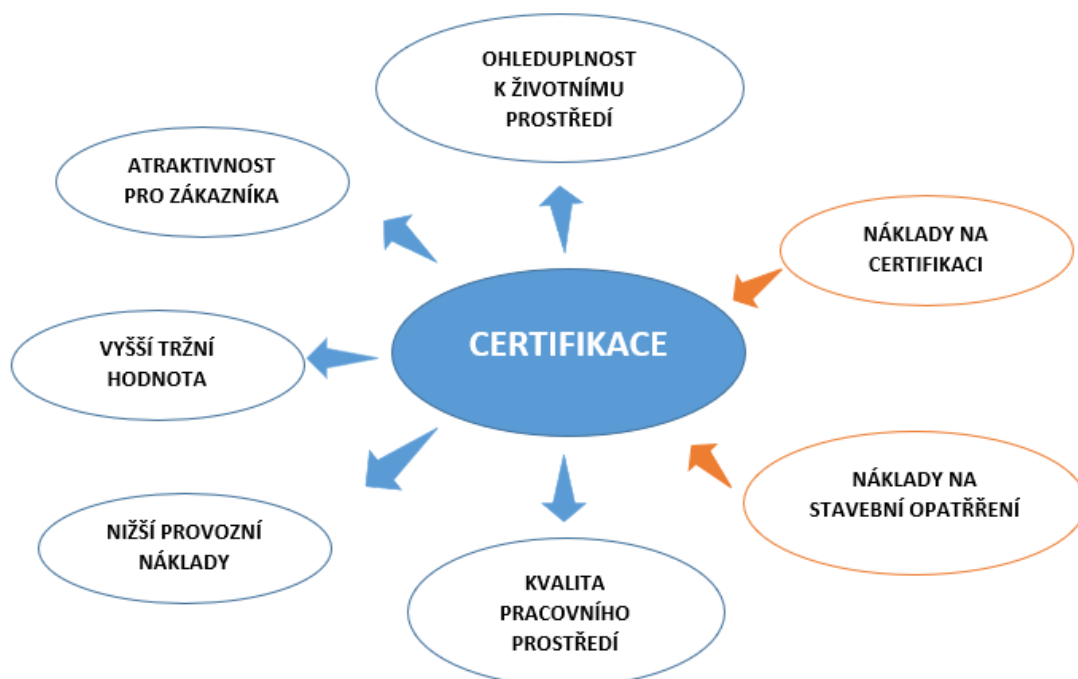 OHLEDUPLNOST
K ŽIVOTNÍMU
PROSTŘEDÍ
ATRAKTIVNOST
PRO ZÁKAZNÍKA
NÁKLADY NA
CERTIFIKACI
CERTIFIKACE
VYŠŠÍ TRŽNÍ
HODNOTA
NÁKLADY NA
STAVEBNÍ OPATŘŘENÍ
NIŽŠÍ PROVOZNÍ
NÁKLADY
KVALITA
PRACOVNÍHO
PROSTŘEDÍ